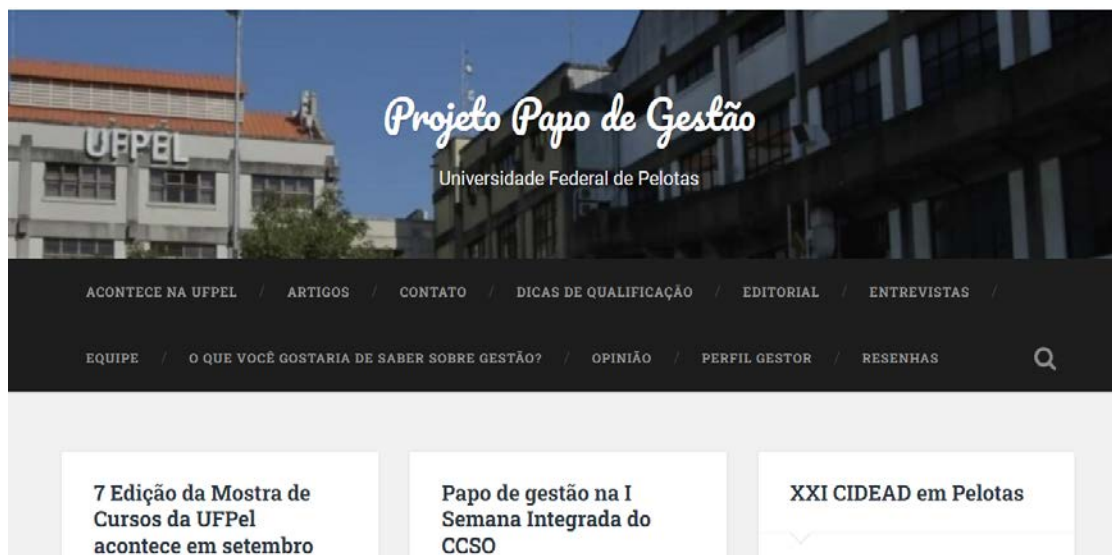 UFPEL
Projeto Papo de Gestão
Universidade Federal de Pelotas
ACONTECE NA UFPEL / ARTIGOS / CONTATO / DICAS DE QUALIFICAÇÃO / EDITORIAL / ENTREVISTAS /
EQUIPE / O QUE VOCÊ GOSTARIA DE SABER SOBRE GESTÃO? / OPINIÃO / PERFIL GESTOR / RESENHAS
7 Edição da Mostra de
Cursos da UFPel
acontece em setembro
Papo de gestão na I
Semana Integrada do
CCSO
XXI CIDEAD em Pelotas